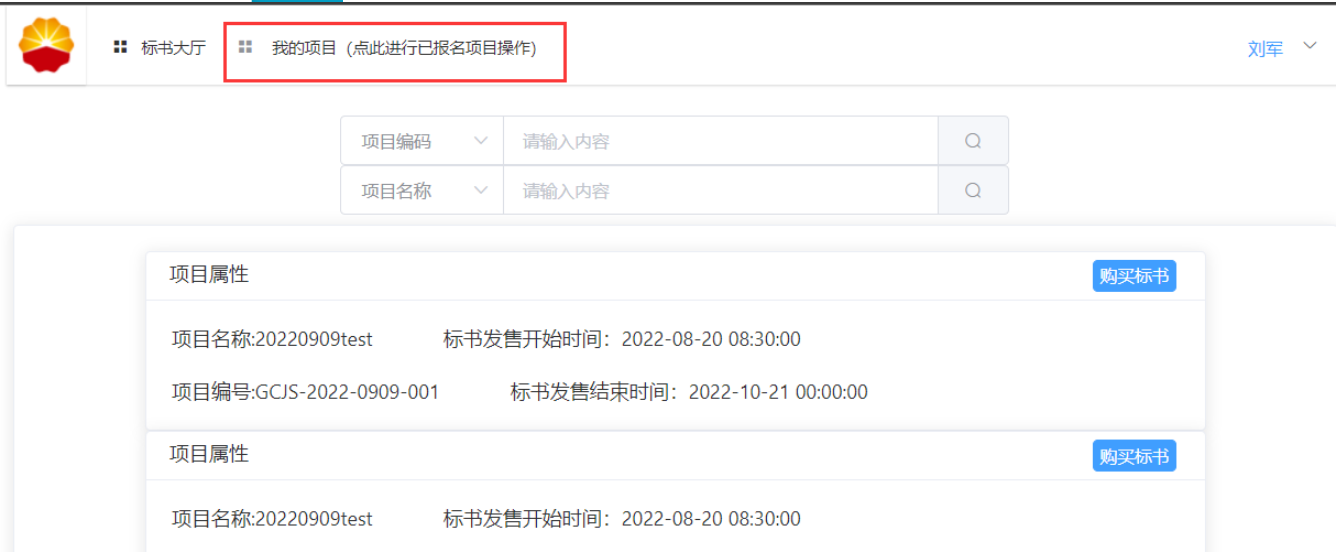 标书大厅 我的项目 (点此进行已报名项目操作) 刘军
项目编码 请输入内容
项目名称 请输入内容
项目属性 购买标书
项目名称:20220909test 标书发售开始时间：2022-08-20 08:30:00
项目编号:GCJS-2022-0909-001 标书发售结束时间：2022-10-21 00:00:00
项目属性 购买标书
项目名称:20220909test 标书发售开始时间：2022-08-20 08:30:00